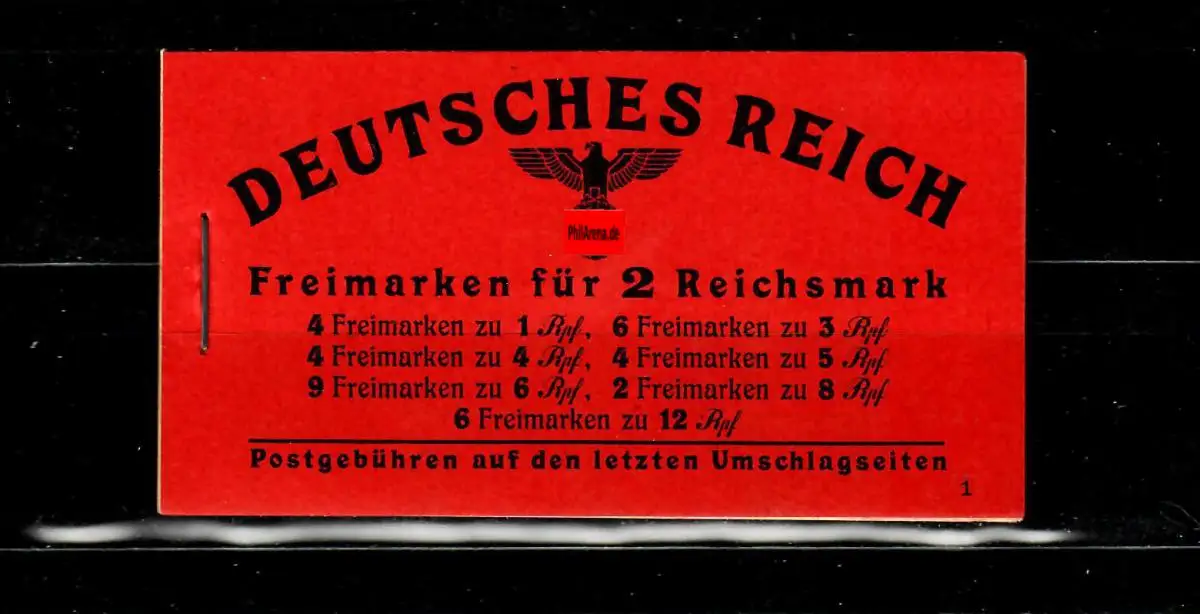 DEUTSCHES REICH
PhilArena.de
Freimarken für 2 Reichsmark
4 Freimarken zu 1 Rpf, 6 Freimarken zu 3 Rpf
4 Freimarken zu 4 Rpf, 4 Freimarken zu 5 Rpf
9 Freimarken zu 6 Rpf, 2 Freimarken zu 8 Rpf
6 Freimarken zu 12 Rpf
Postgebühren auf den letzten Umschlagseiten
1